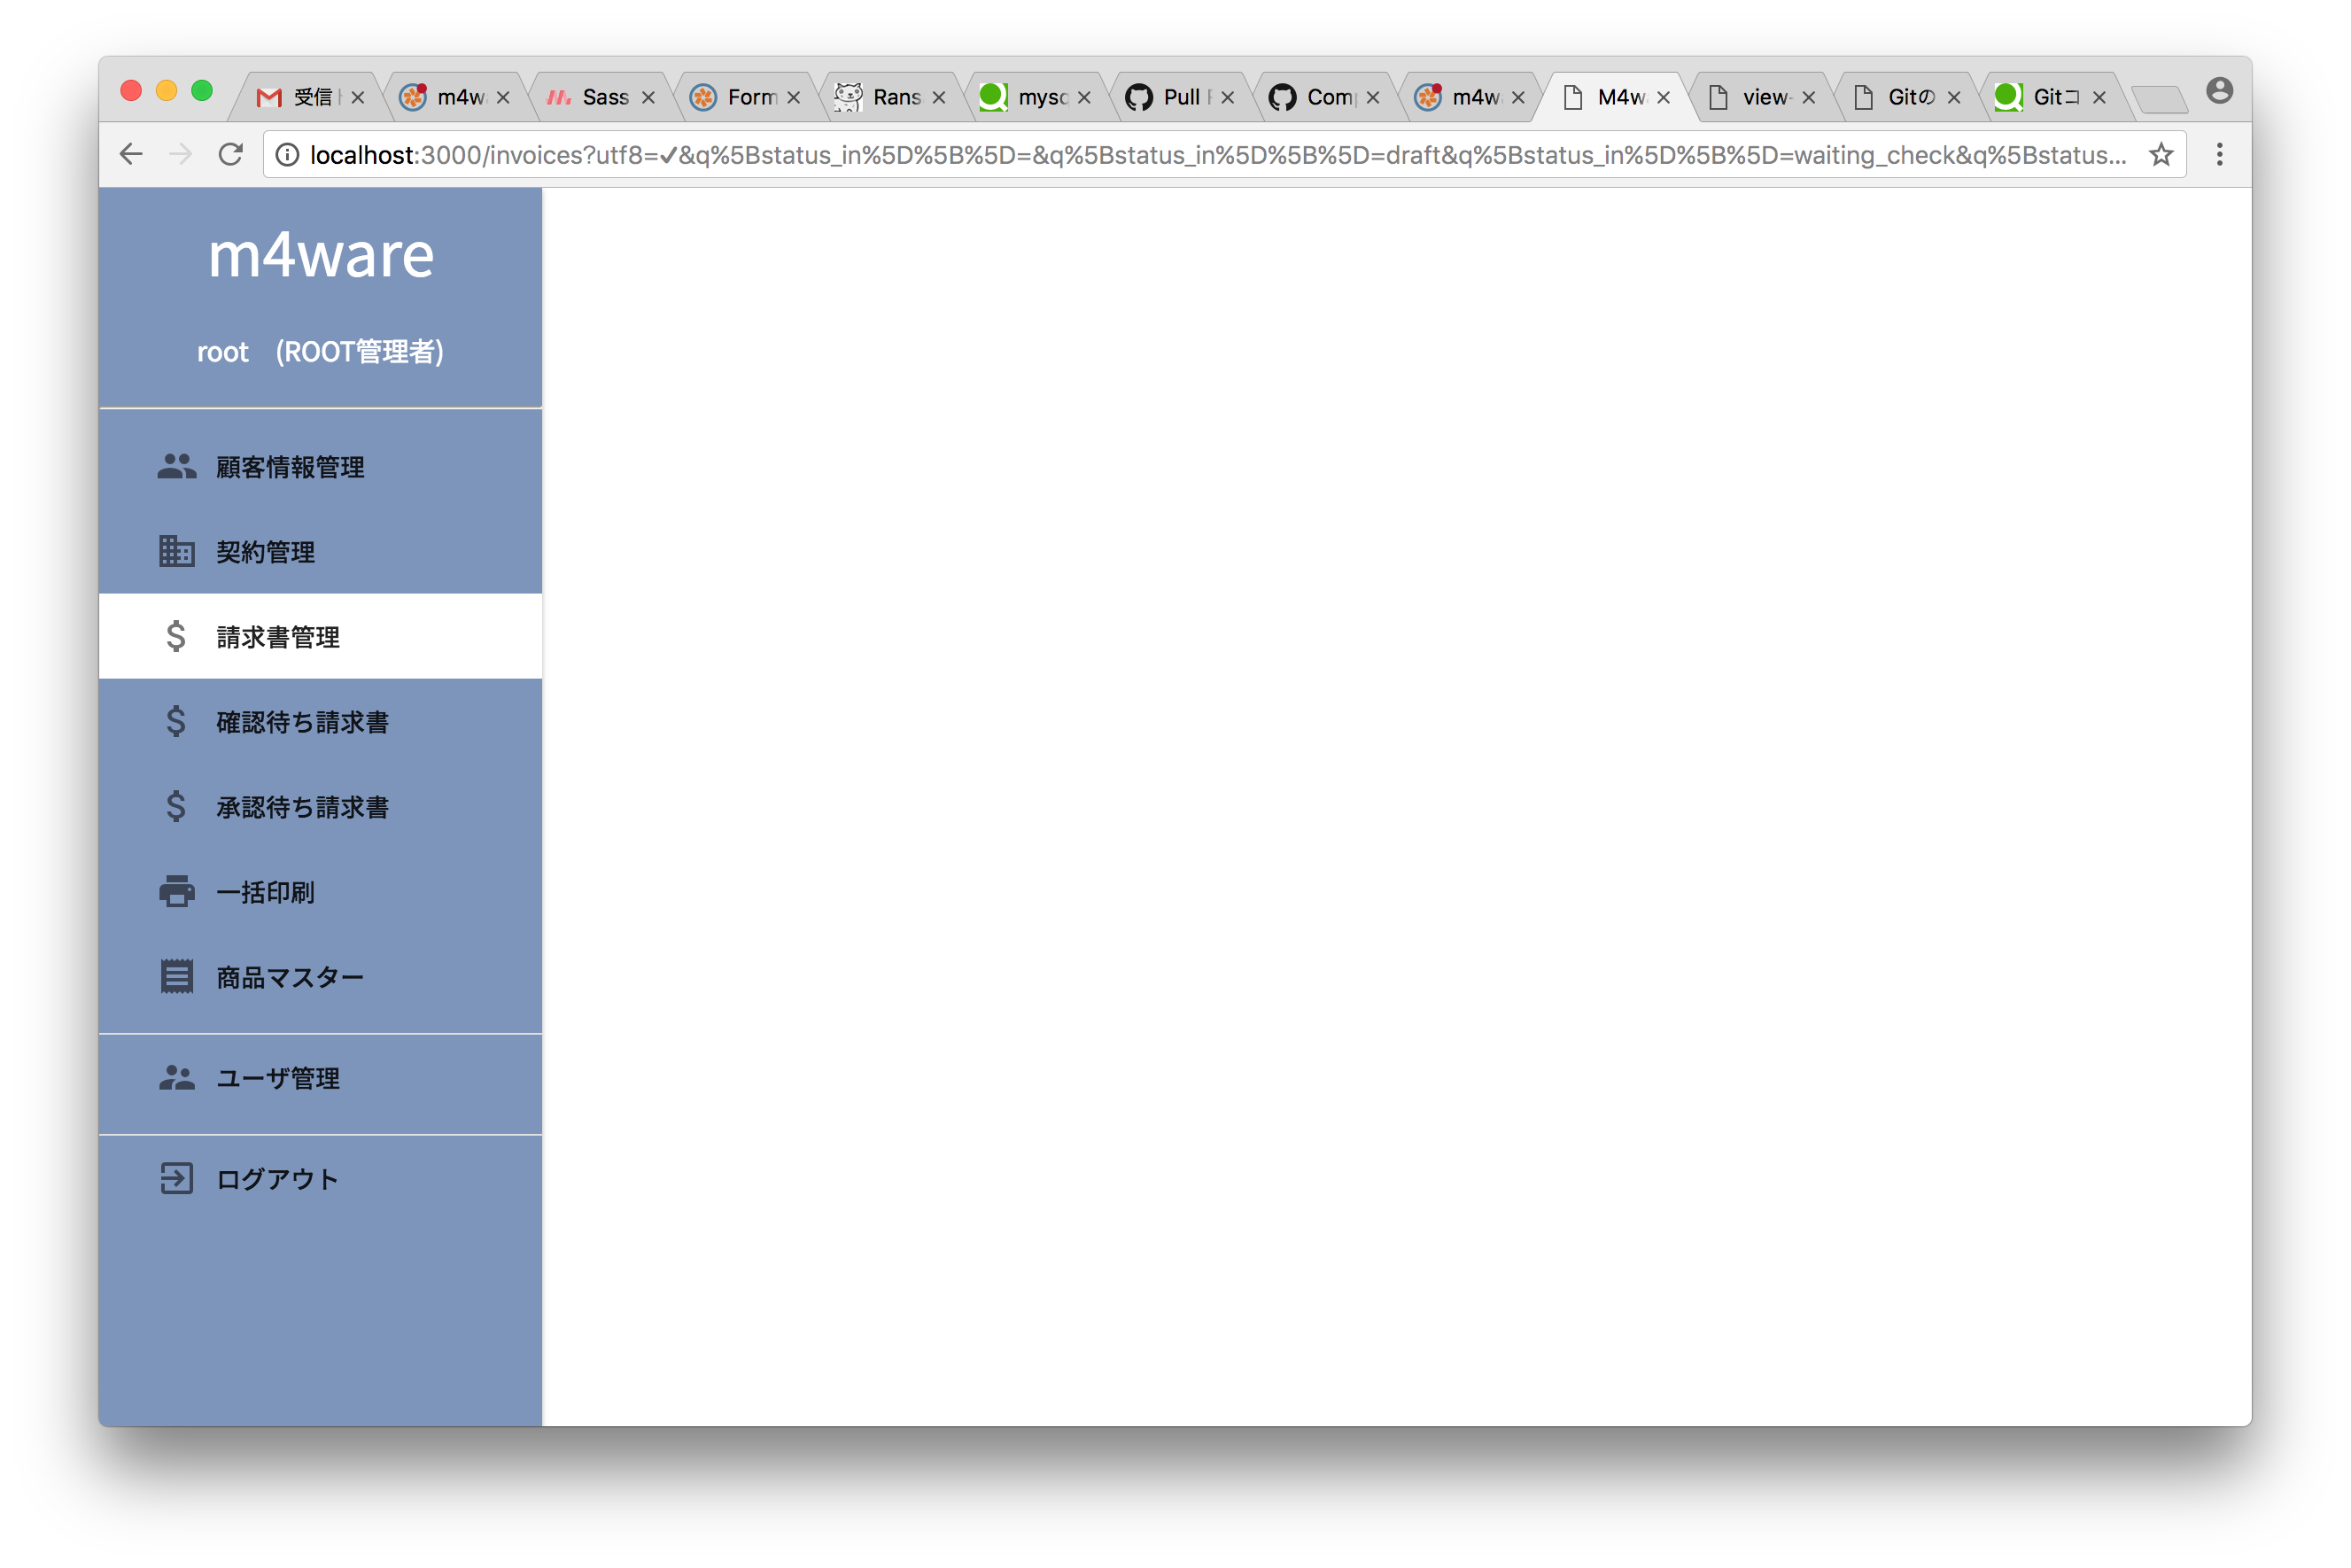 受信 m4w Sass Form Rans mysc Pull Com m4w M4w view- Gitの Gitコ
localhost:3000/invoices?utf8=✓&q%5Bstatus_in%5D%5B%5D=&q%5Bstatus_in%5D%5B%5D=draft&q%5Bstatus_in%5D%5B%5D=waiting_check&q%5Bstatus...
m4ware
root (ROOT管理者)
顧客情報管理
契約管理
請求書管理
確認待ち請求書
承認待ち請求書
一括印刷
商品マスター
ユーザ管理
ログアウト